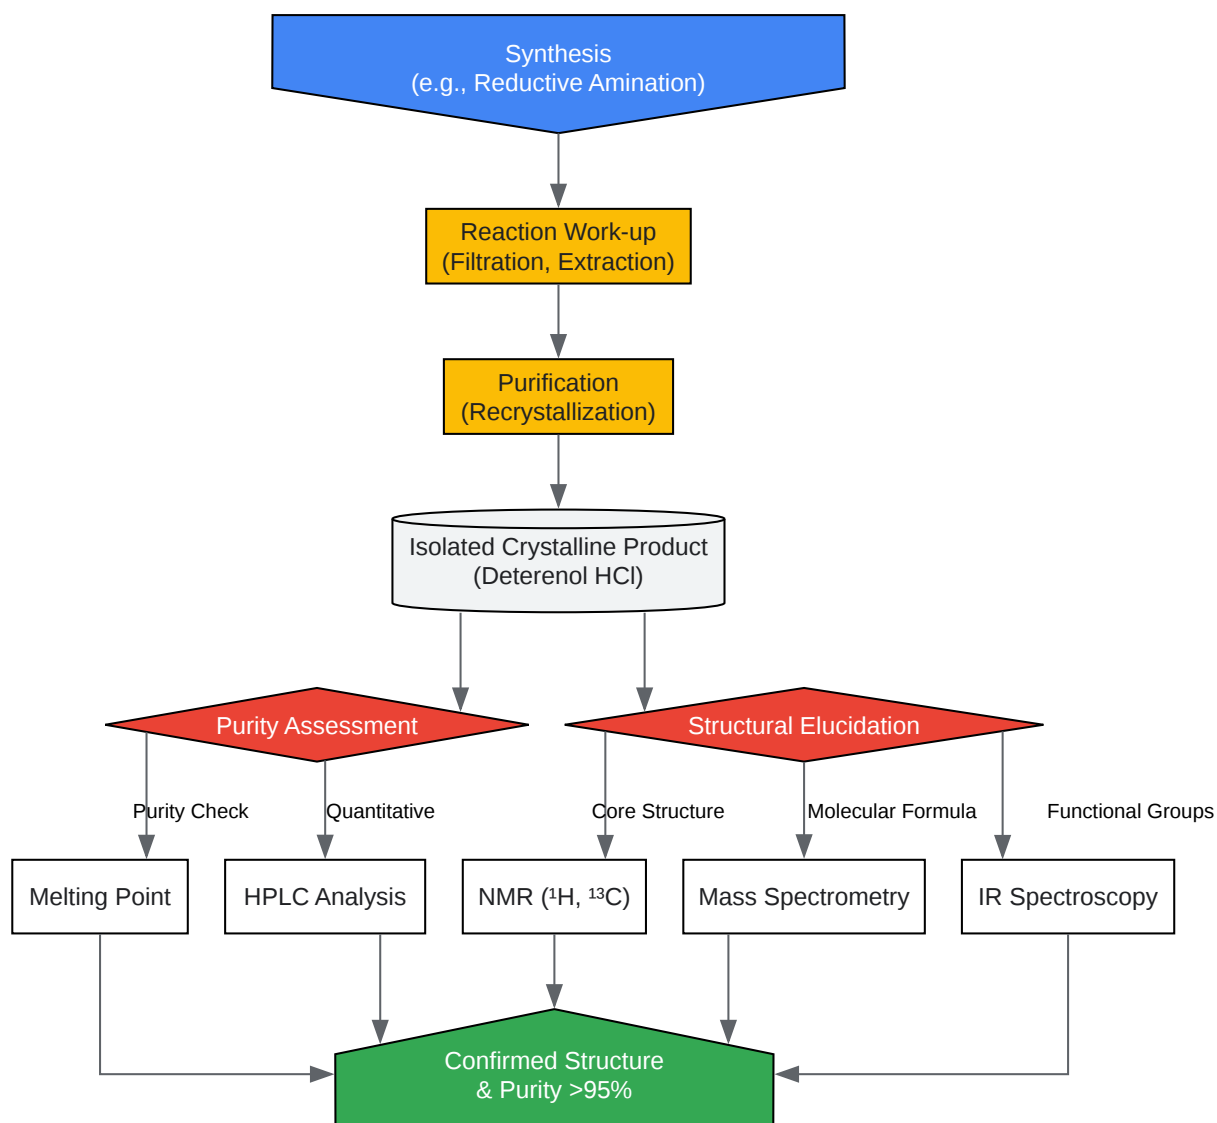 Synthesis
(e.g., Reductive Amination)
Reaction Work-up
(Filtration, Extraction)
Purification
(Recrystallization)
Isolated Crystalline Product
(Deterenol HCl)
Purity Assessment
Structural Elucidation
Purity Check
Quantitative
Core Structure
Molecular Formula
Functional Groups
Melting Point
HPLC Analysis
NMR (¹H, ¹³C)
Mass Spectrometry
IR Spectroscopy
Confirmed Structure
& Purity >95%